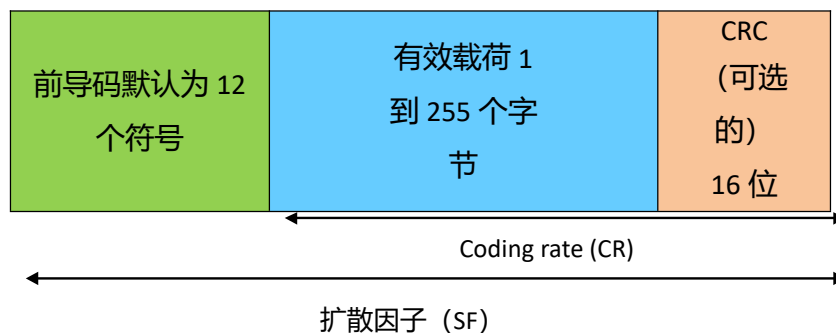 前导码默认为 12
个符号
有效载荷 1
到 255 个字
节
CRC
(可选
的)
16 位
Coding rate (CR)
扩散因子（SF）